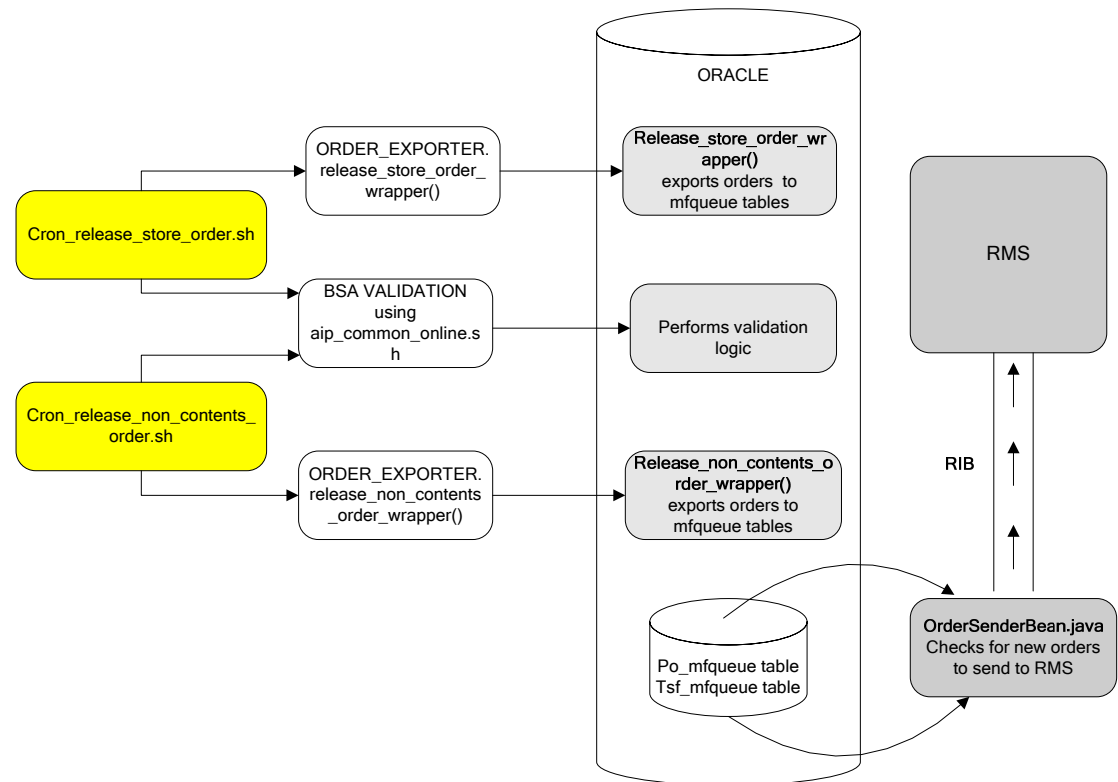 ORACLE
ORDER_EXPORTER.
release_store_order_
wrapper()
Release_store_order_wr
apper()
exports orders to
mfqueue tables
Cron_release_store_order.sh
RMS
BSA VALIDATION
using
aip_common_online.s
h
Performs validation
logic
Cron_release_non_contents_
order.sh
ORDER_EXPORTER.
release_non_contents
_order_wrapper()
Release_non_contents_o
rder_wrapper()
exports orders to
mfqueue tables
RIB
Po_mfqueue table
Tsf_mfqueue table
OrderSenderBean.java
Checks for new orders
to send to RMS